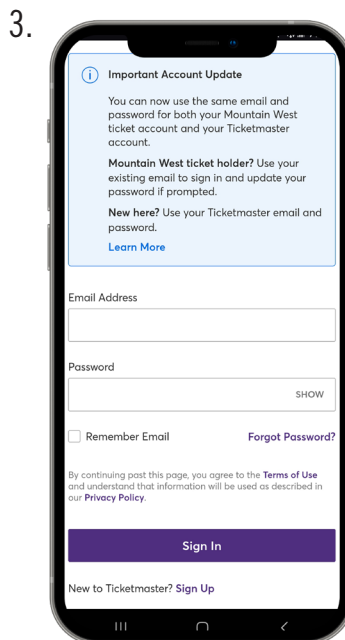 3.
Important Account Update
You can now use the same email and
password for both your Mountain West
ticket account and your Ticketmaster
account.
Mountain West ticket holder? Use your
existing email to sign in and update your
password if prompted.
New here? Use your Ticketmaster email and
password.
Learn More
Email Address
Password
SHOW
Remember Email Forgot Password?
By continuing past this page, you agree to the Terms of Use
and understand that information will be used as described in
our Privacy Policy.
Sign In
New to Ticketmaster? Sign Up